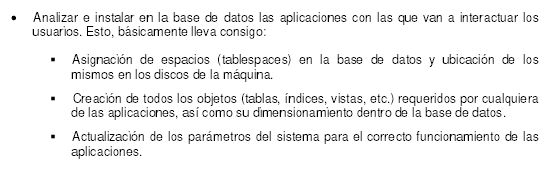 • Analizar e instalar en la base de datos las aplicaciones con las que van a interactuar los
usuarios. Esto, básicamente lleva consigo:
▪ Asignación de espacios (tablespaces) en la base de datos y ubicación de los
mismos en los discos de la máquina.
▪ Creación de todos los objetos (tablas, índices, vistas, etc.) requeridos por cualquiera
de las aplicaciones, así como su dimensionamiento dentro de la base de datos.
▪ Actualización de los parámetros del sistema para el correcto funcionamiento de las
aplicaciones.